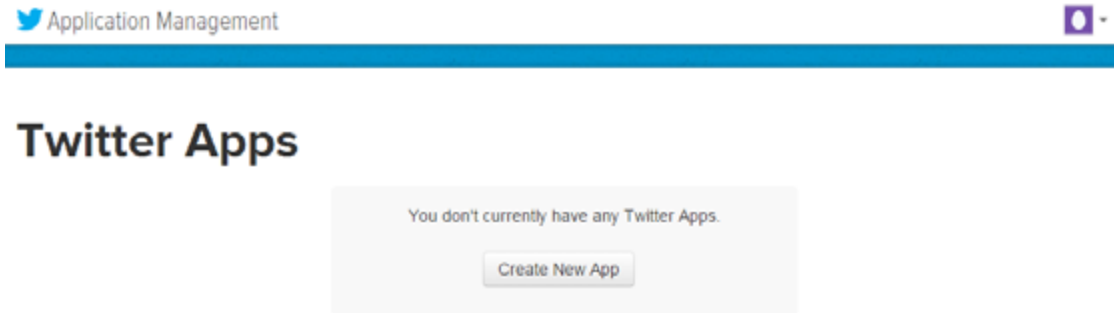 Application Management
Twitter Apps
You don't currently have any Twitter Apps.
Create New App